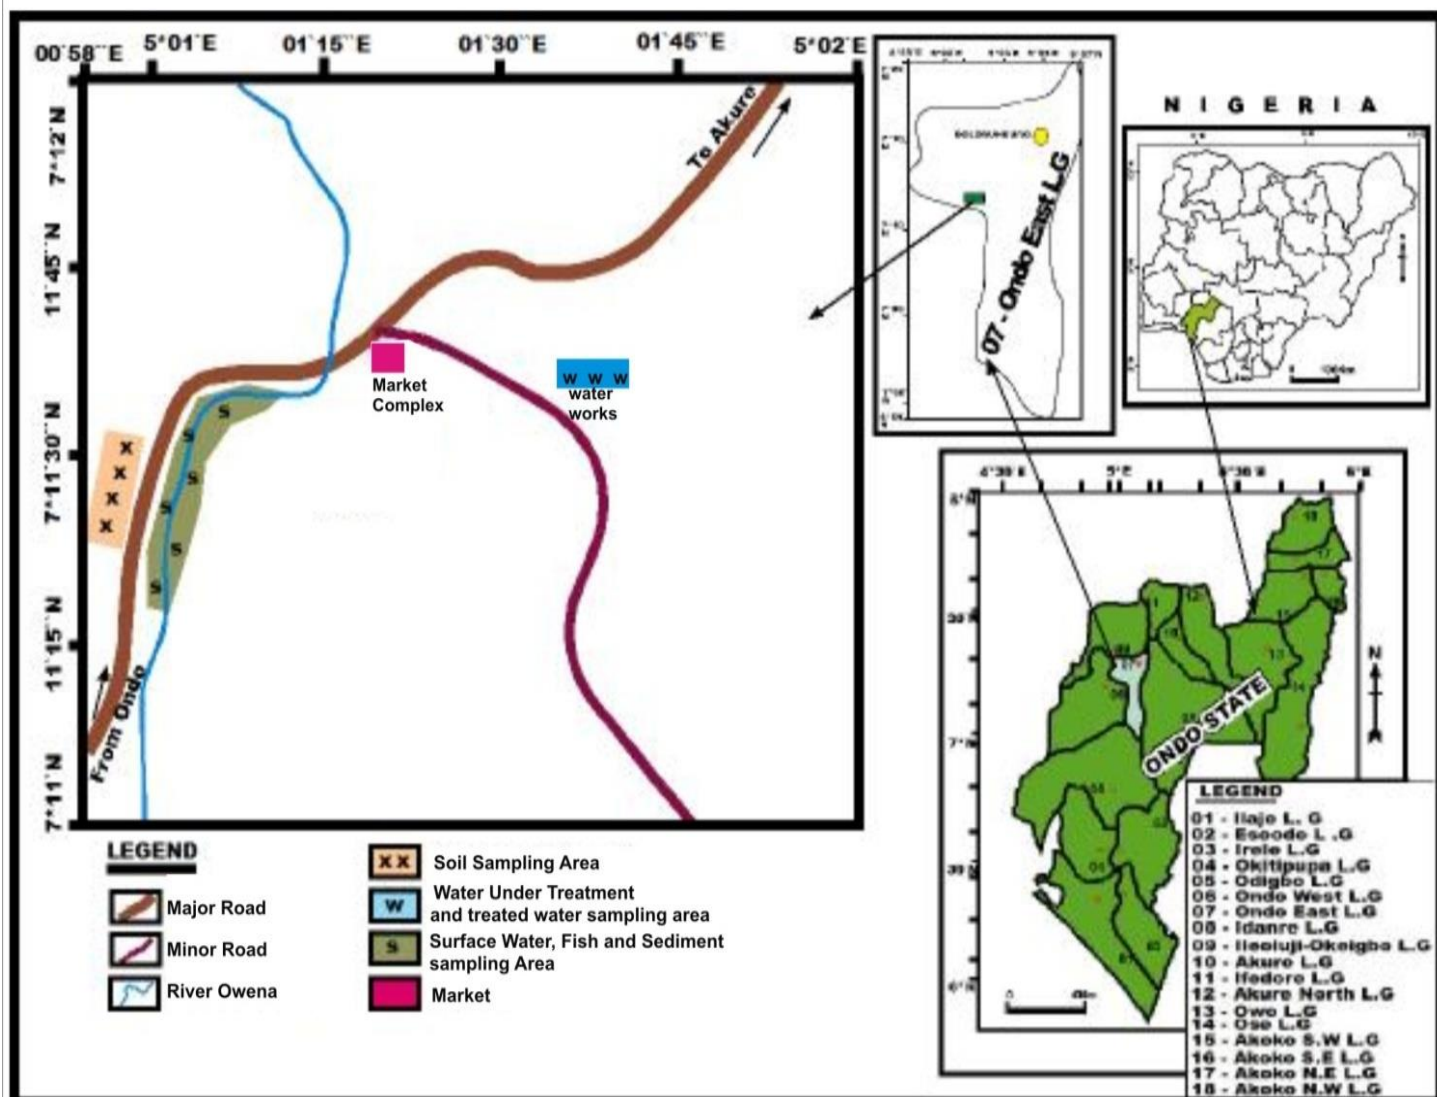 00´58¨E 5°01´E 01´15¨E 01´30¨E 01´45¨E 5°02´E
7°12´N
11´45¨N
7°11´30¨N
11´15¨N
7°11´N
To Akure
From Ondo
Market
Complex
W W W
water
works
X
X
X
X
S
S
S
S
S
S
LEGEND
Major Road
Minor Road
River Owena
X X Soil Sampling Area
W Water Under Treatment
and treated water sampling area
S Surface Water, Fish and Sediment
sampling Area
Market
07 - Ondo East L.G
N I G E R I A
5°E
6°E
7°N
N
ONDO STATE
LEGEND
01 - Ilaje L. G
02 - Eseode L .G
03 - Irele L.G
04 - Okitipupa L.G
05 - Odigbo L.G
06 - Ondo West L.G
07 - Ondo East L.G
08 - Idanre L.G
09 - Ileoluji-Okeigbo L.G
10 - Akure L.G
11 - Ifedore L.G
12 - Akure North L.G
13 - Owo L.G
14 - Ose L.G
15 - Akoko S.W L.G
16 - Akoko S.E L.G
17 - Akoko N.E L.G
18 - Akoko N.W L.G